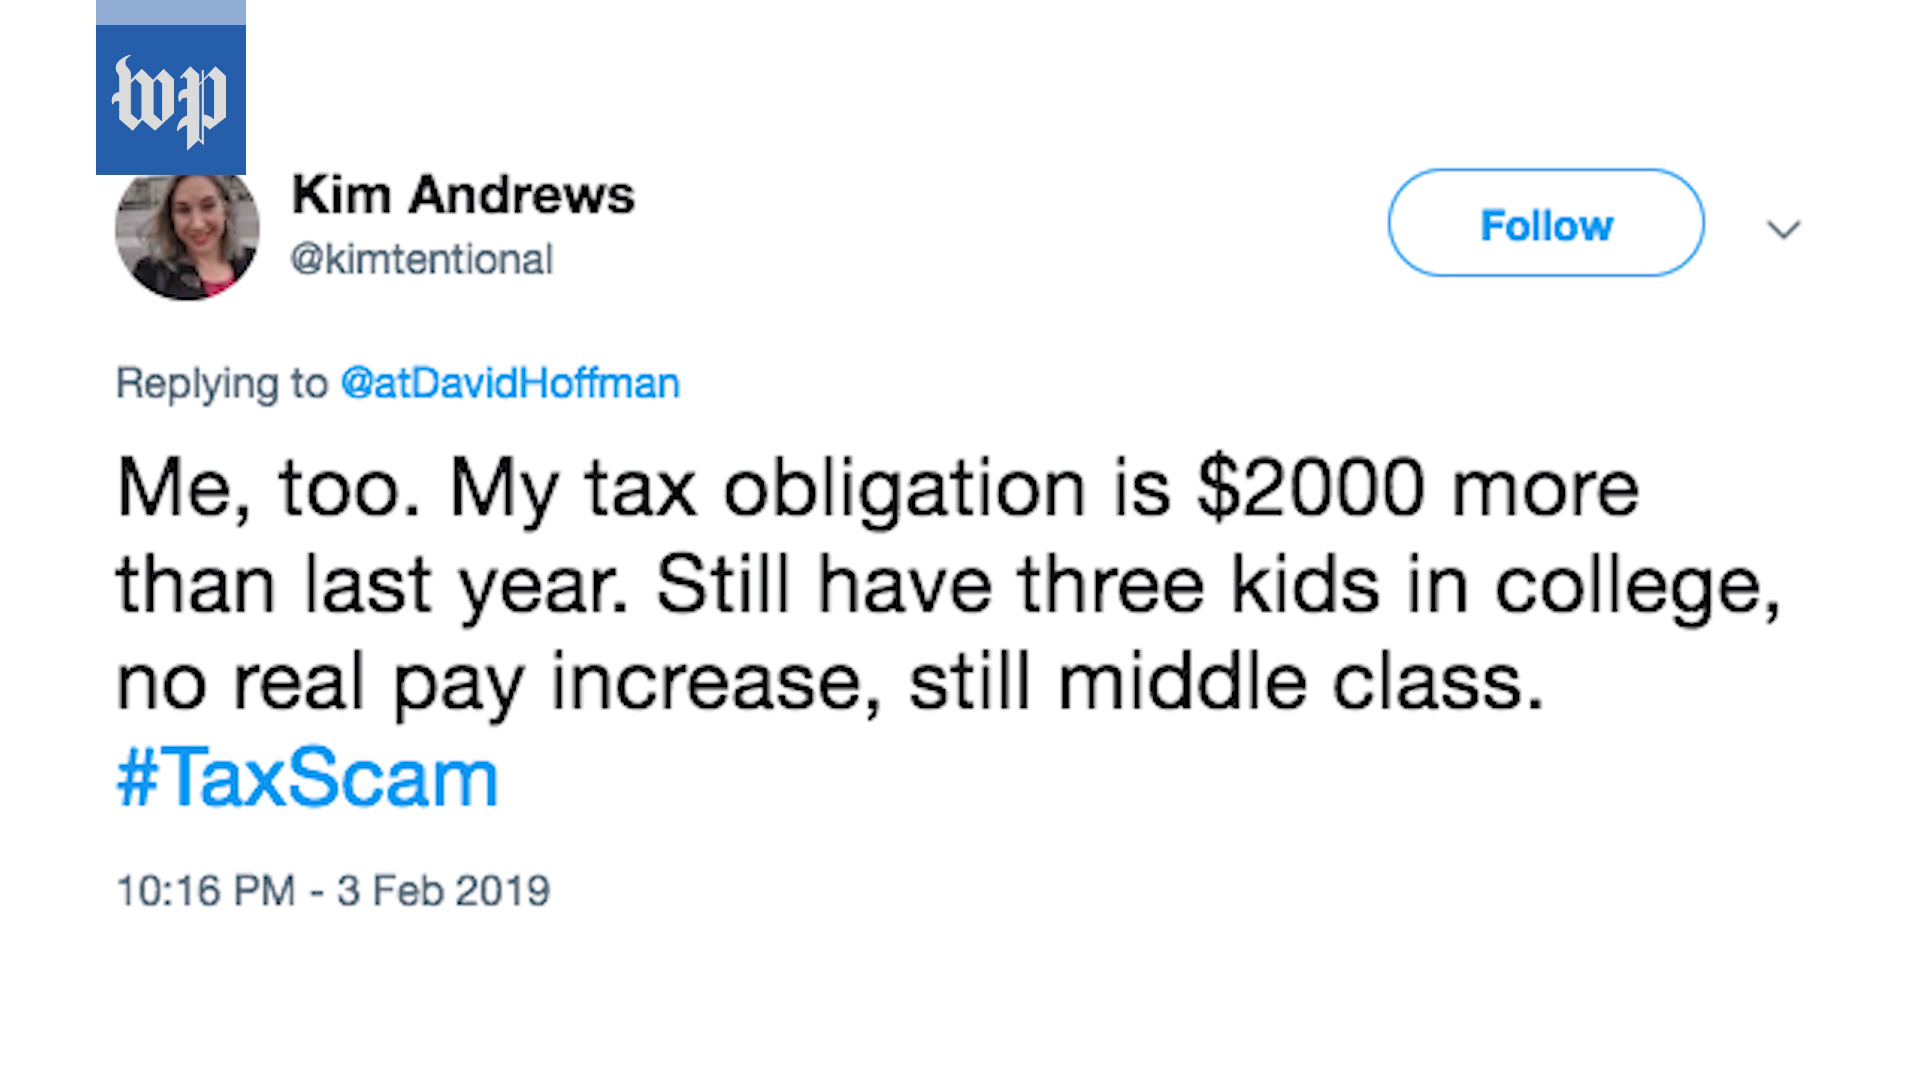 wp
Kim Andrews
@kimtentional
Follow
Replying to @atDavidHoffman
Me, too. My tax obligation is $2000 more
than last year. Still have three kids in college,
no real pay increase, still middle class.
#TaxScam
10:16 PM - 3 Feb 2019